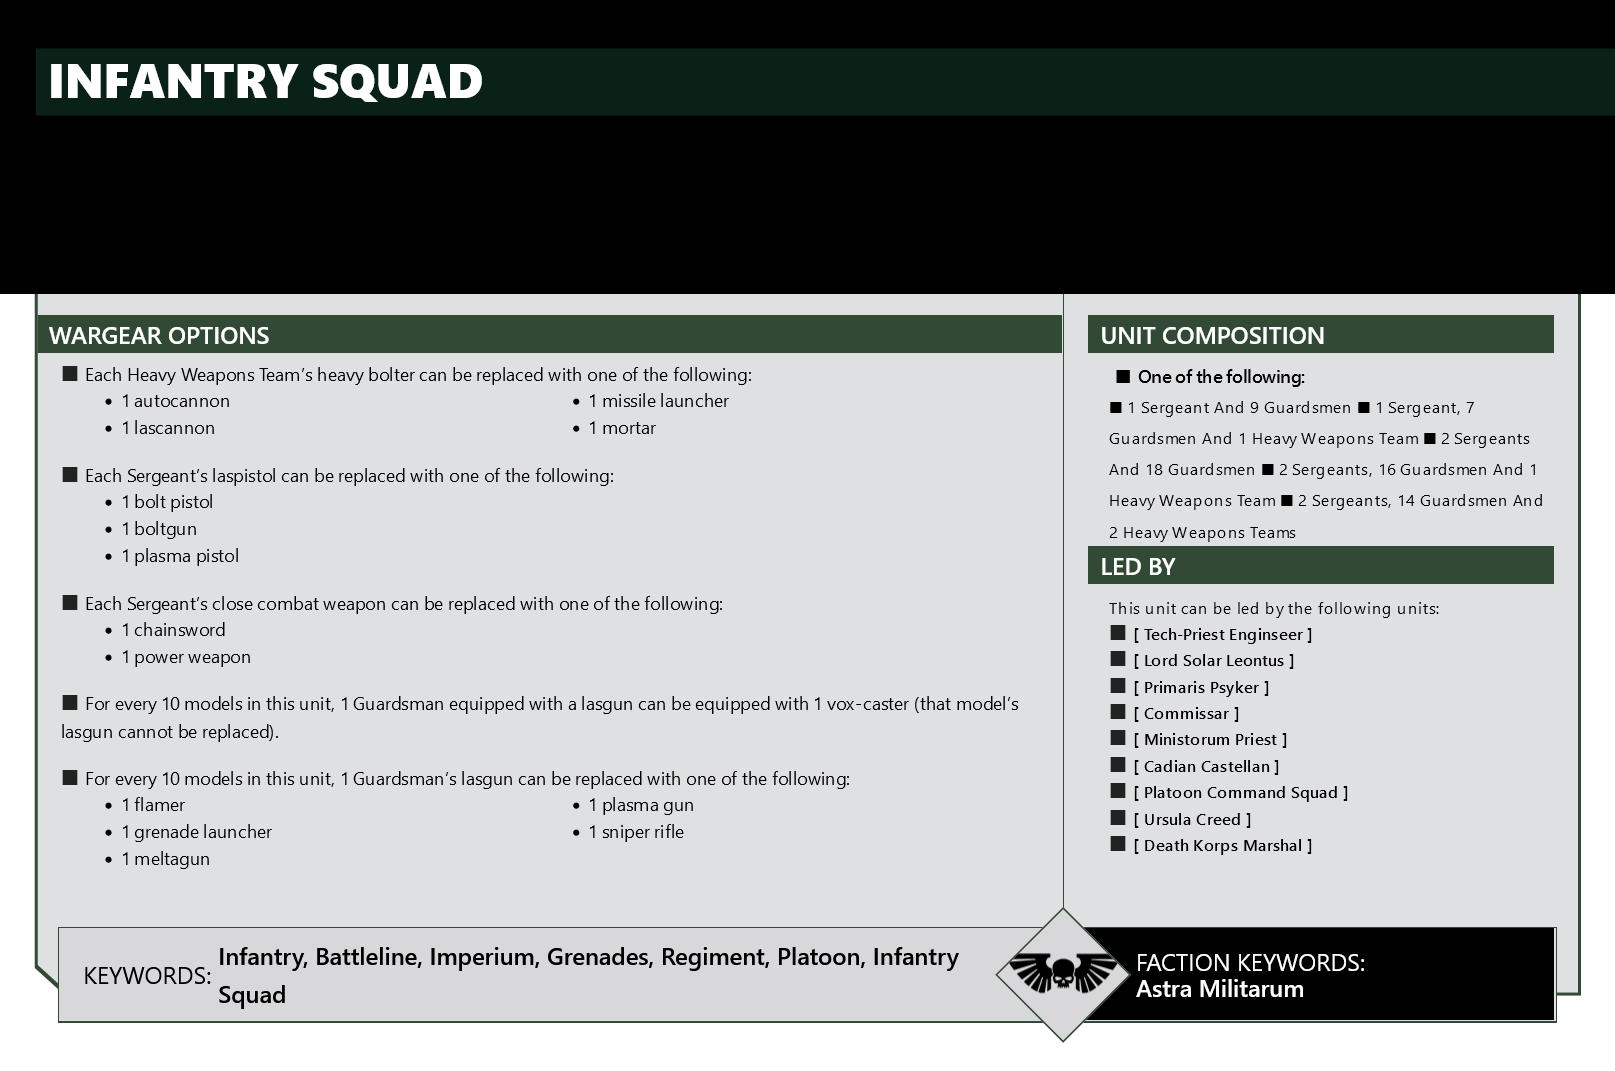 INFANTRY SQUAD
WARGEAR OPTIONS
■ Each Heavy Weapons Team’s heavy bolter can be replaced with one of the following:
• 1 autocannon
• 1 missile launcher
• 1 lascannon
• 1 mortar
■ Each Sergeant’s laspistol can be replaced with one of the following:
• 1 bolt pistol
• 1 boltgun
• 1 plasma pistol
■ Each Sergeant’s close combat weapon can be replaced with one of the following:
• 1 chainsword
• 1 power weapon
■ For every 10 models in this unit, 1 Guardsman equipped with a lasgun can be equipped with 1 vox-caster (that model’s
lasgun cannot be replaced).
■ For every 10 models in this unit, 1 Guardsman’s lasgun can be replaced with one of the following:
• 1 flamer
• 1 plasma gun
• 1 grenade launcher
• 1 sniper rifle
• 1 meltagun
UNIT COMPOSITION
■ One of the following:
■ 1 Sergeant And 9 Guardsmen ■ 1 Sergeant, 7
Guardsmen And 1 Heavy Weapons Team ■ 2 Sergeants
And 18 Guardsmen ■ 2 Sergeants, 16 Guardsmen And 1
Heavy Weapons Team ■ 2 Sergeants, 14 Guardsmen And
2 Heavy Weapons Teams
LED BY
This unit can be led by the following units:
■ [ Tech-Priest Enginseer ]
■ [ Lord Solar Leontus ]
■ [ Primaris Psyker ]
■ [ Commissar ]
■ [ Ministorum Priest ]
■ [ Cadian Castellan ]
■ [ Platoon Command Squad ]
■ [ Ursula Creed ]
■ [ Death Korps Marshal ]
KEYWORDS: Infantry, Battleline, Imperium, Grenades, Regiment, Platoon, Infantry
Squad
FACTION KEYWORDS:
Astra Militarum